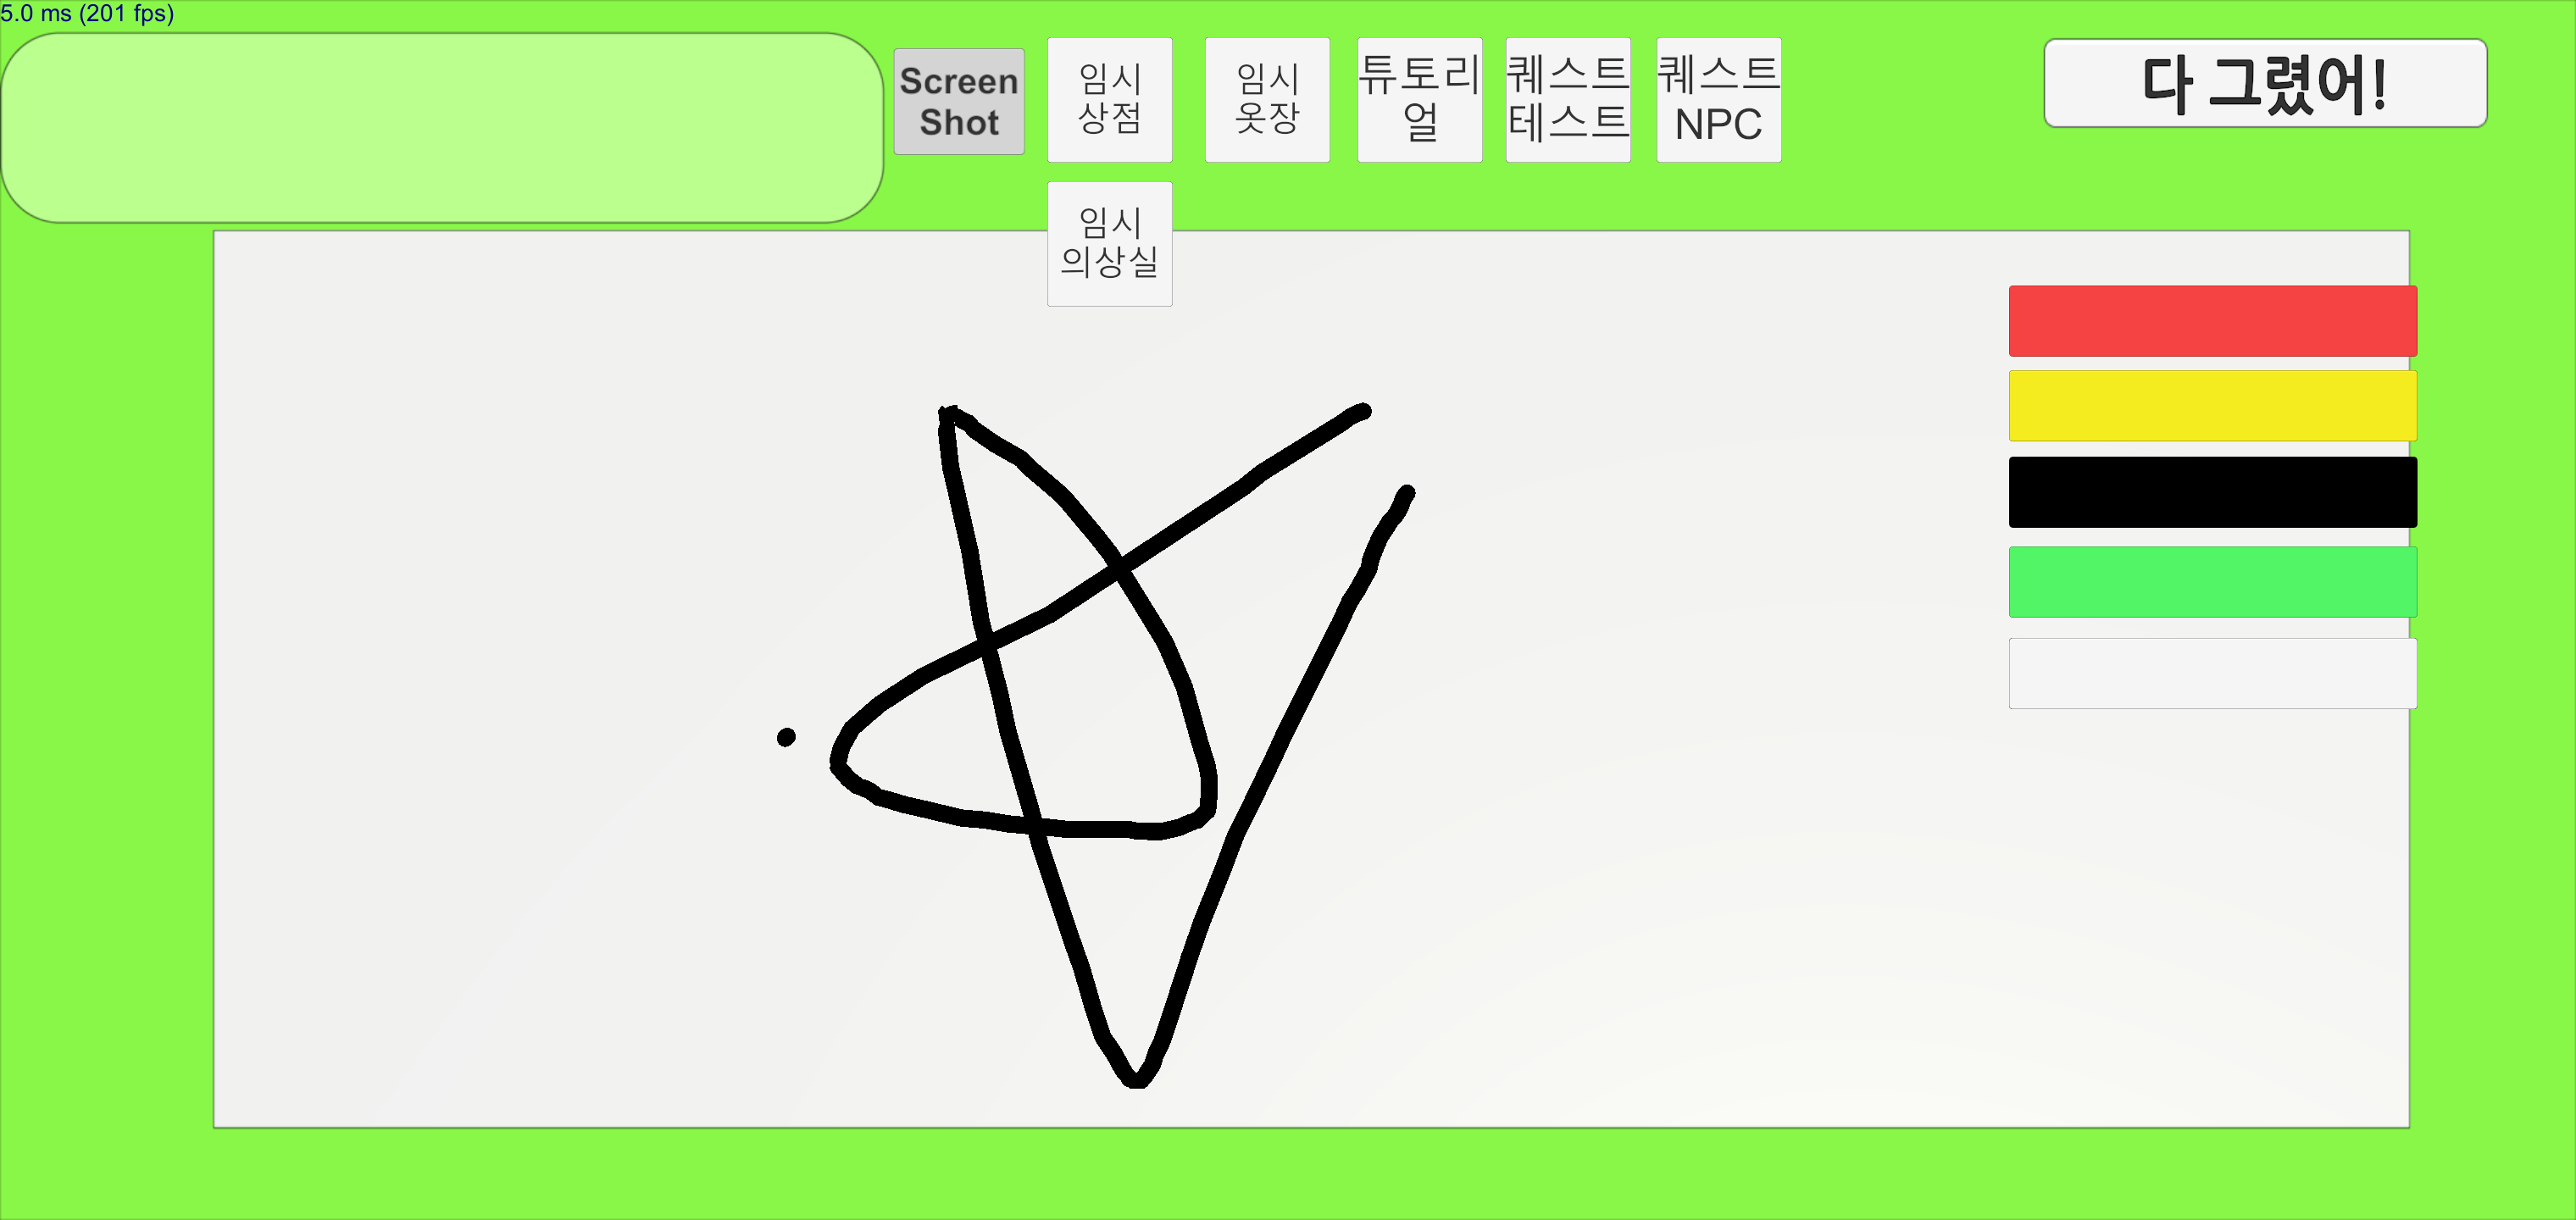 5.0 ms (201 fps)
Screen
Shot
임시
상점
임시
옷장
튜토리
얼
퀘스트
테스트
퀘스트
NPC
다 그렸어!
임시
의상실